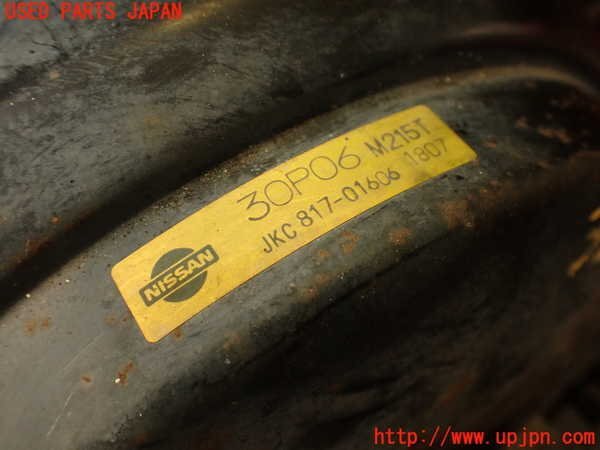 USED PARTS JAPAN
30P06 M215T
JKC 817-01606 1807
NISSAN
http://www.upjpn.com/